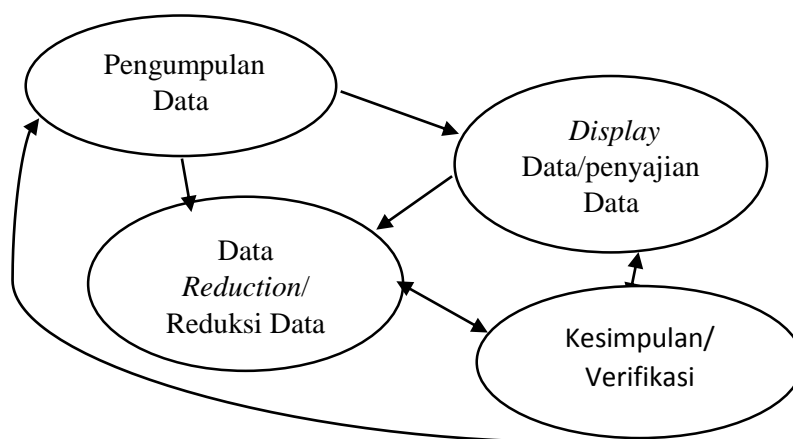 Pengumpulan
Data
Display
Data/penyajian
Data
Data
Reduction/
Reduksi Data
Kesimpulan/
Verifikasi